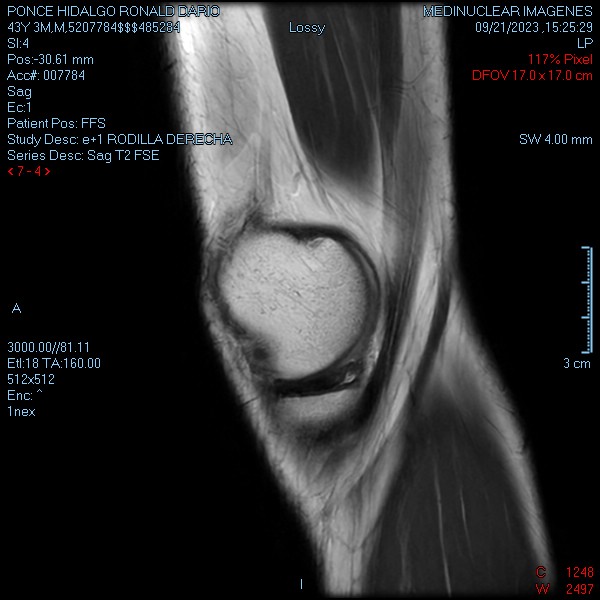 PONCE HIDALGO RONALD DARIO
43Y 3M,M,5207784$$$485284
Sl:4
Pos:-30.61 mm
Acc#: 007784
Sag
Ec:1
Patient Pos: FFS
Study Desc: e+1 RODILLA DERECHA
Series Desc: Sag T2 FSE
< 7 - 4 >
Lossy
MEDINUCLEAR IMAGENES
09/21/2023 ,15:25:29
LP
117% Pixel
DFOV 17.0 x 17.0 cm
SW 4.00 mm
A
3 cm
3000.00//81.11
Etl:18 TA:160.00
512x512
Enc: ^
1nex
I
C 1248
W 2497